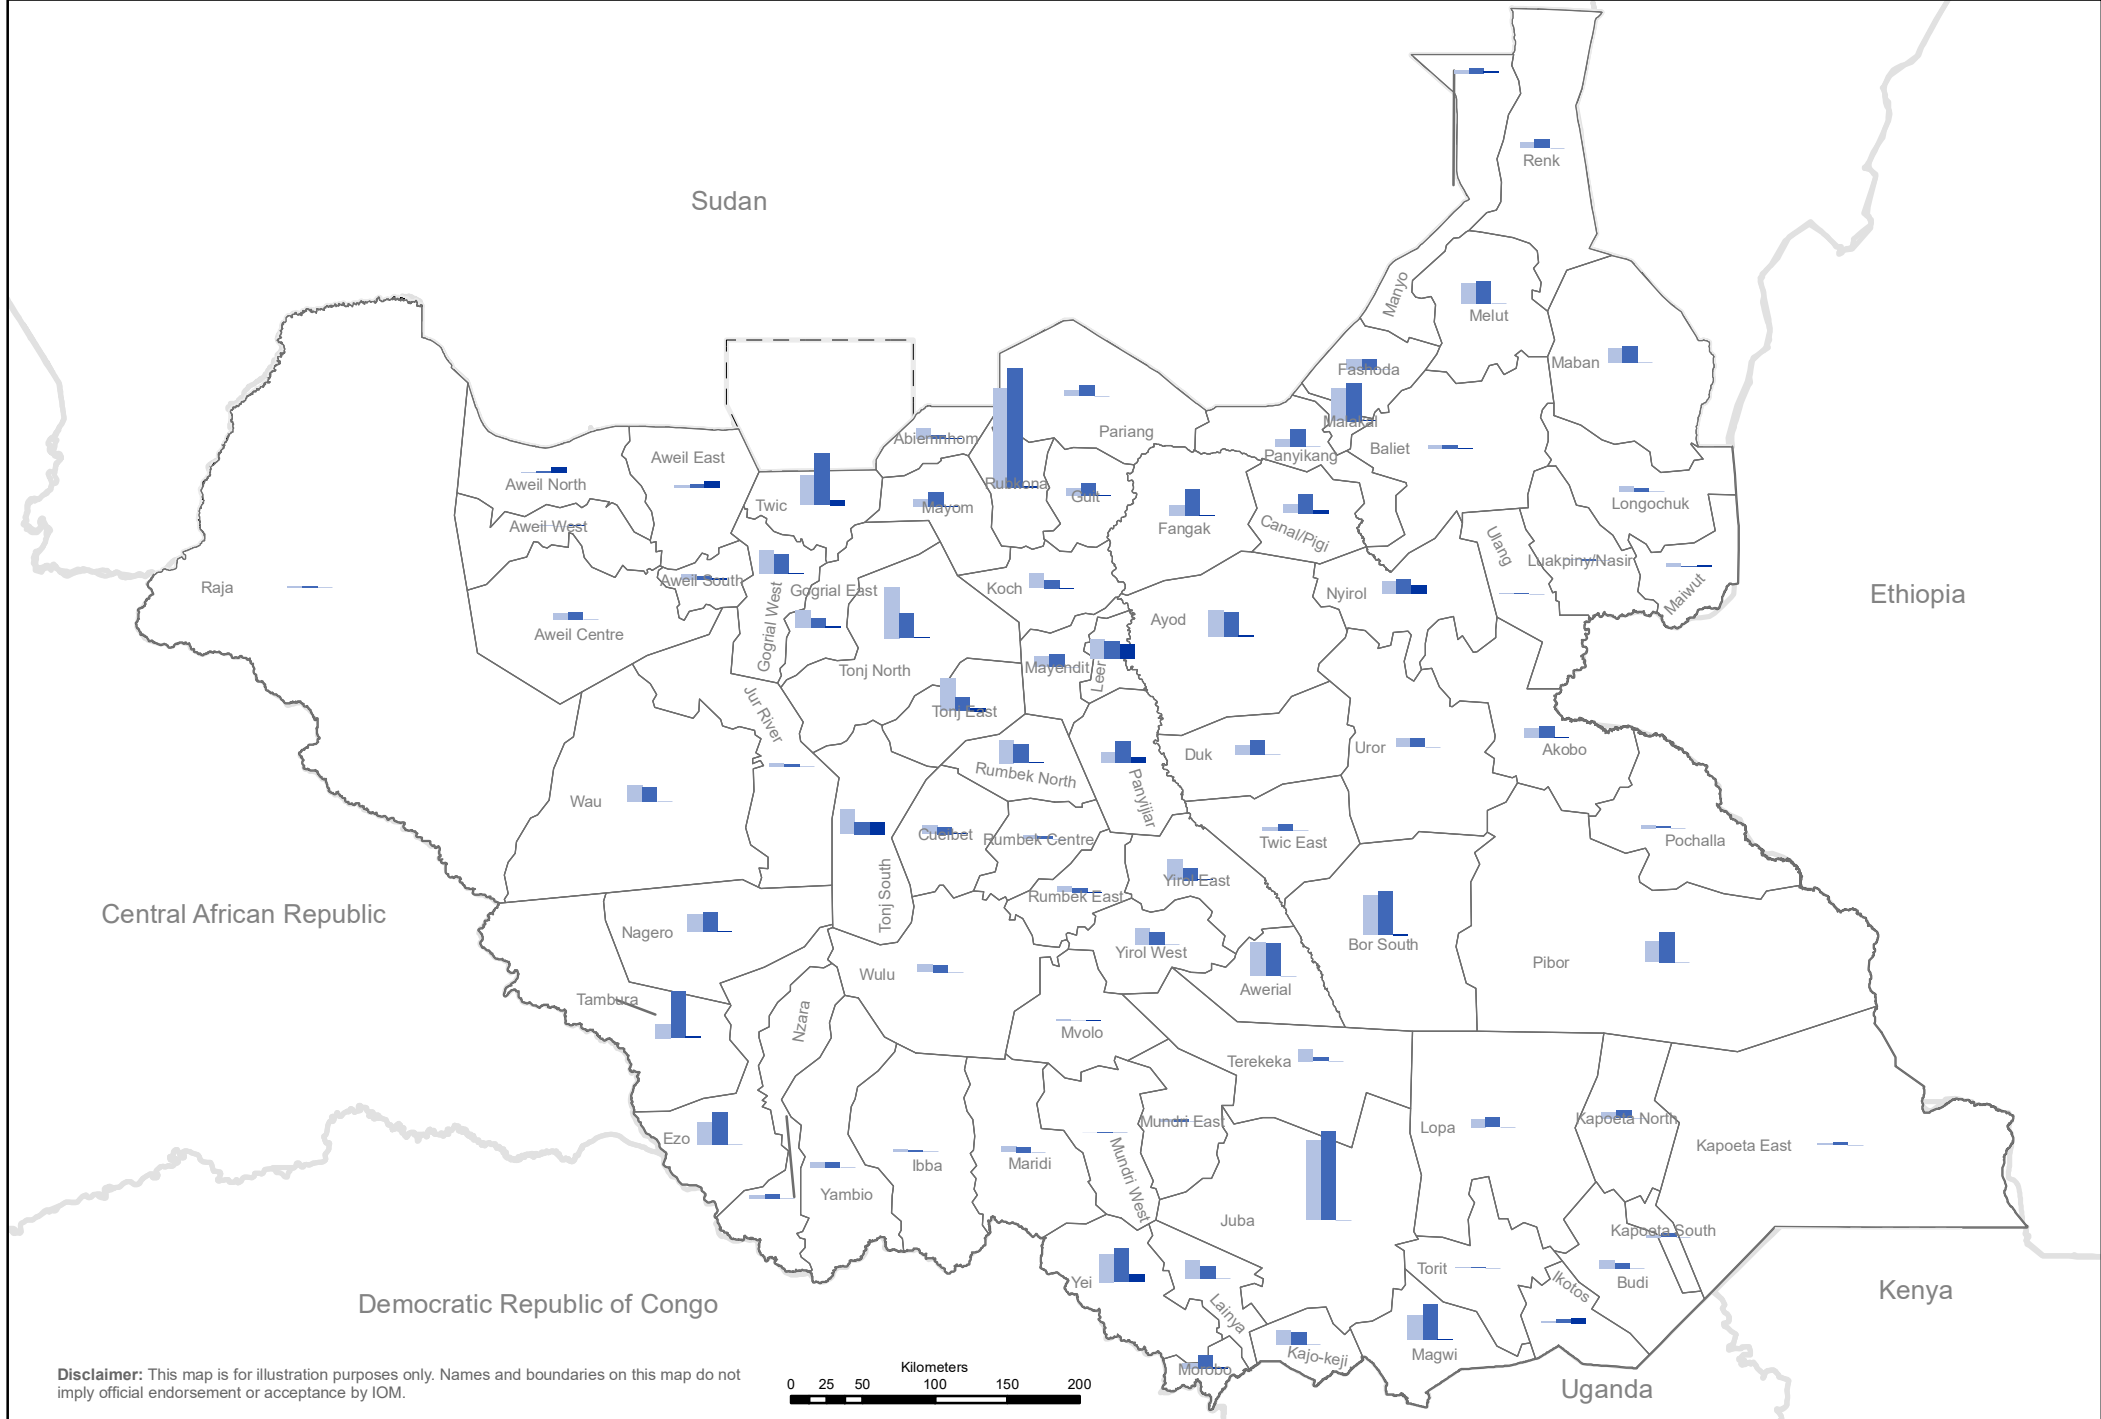 Sudan
Renk
Manyo
Melut
Maban
Fashoda
Malakal
Abiemnhom
Pariang
Panyikang
Baliet
Aweil East
Aweil North
Twic
Mayom
Rubkona
Guit
Fangak
Canal/Pigi
Longochuk
Aweil West
Ulang
Luakpiny/Nasir
Maiwut
Raja
Aweil South
Gogrial West
Gogrial East
Koch
Nyirol
Ethiopia
Aweil Centre
Ayod
Tonj North
Mayendit
Leer
Jur River
Tonj East
Rumbek North
Panyijiar
Duk
Uror
Akobo
Wau
Cueibet
Rumbek Centre
Twic East
Pochalla
Tonj South
Yirol East
Rumbek East
Central African Republic
Nagero
Yirol West
Bor South
Wulu
Awerial
Pibor
Tambura
Nzara
Mvolo
Terekeka
Mundri East
Lopa
Kapoeta North
Kapoeta East
Ezo
Ibba
Maridi
Mundri West
Yambio
Juba
Kapoeta South
Torit
Ikotos
Budi
Yei
Lainya
Democratic Republic of Congo
Kenya
Kajo-keji
Magwi
Morobo
Uganda
Disclaimer: This map is for illustration purposes only. Names and boundaries on this map do not
imply official endorsement or acceptance by IOM.
Kilometers
0 25 50 100 150 200